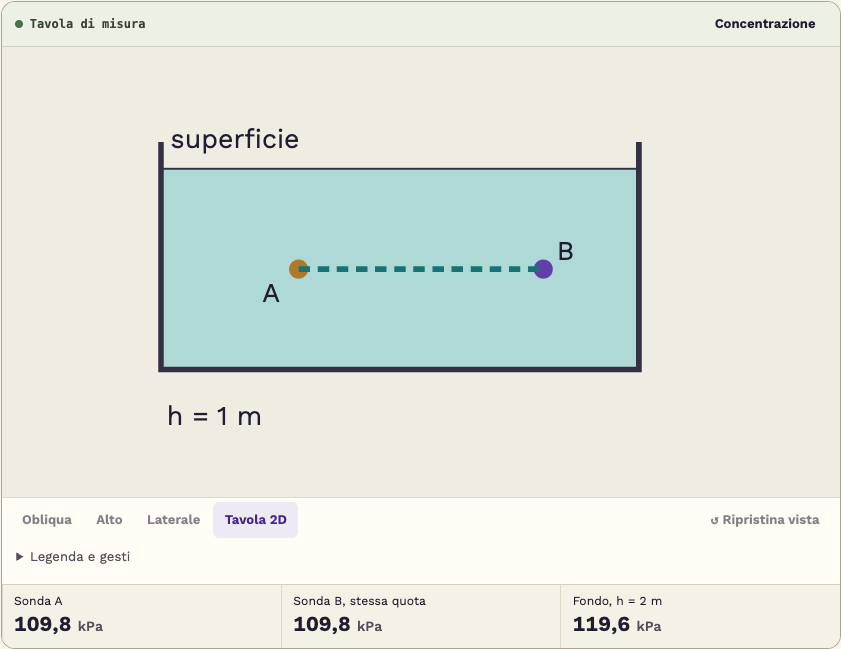 Tavola di misura
Concentrazione
superficie
B
A
h = 1 m
Obliqua Alto Laterale Tavola 2D ↺ Ripristina vista
▶ Legenda e gesti
Sonda A
109,8 kPa
Sonda B, stessa quota
109,8 kPa
Fondo, h = 2 m
119,6 kPa